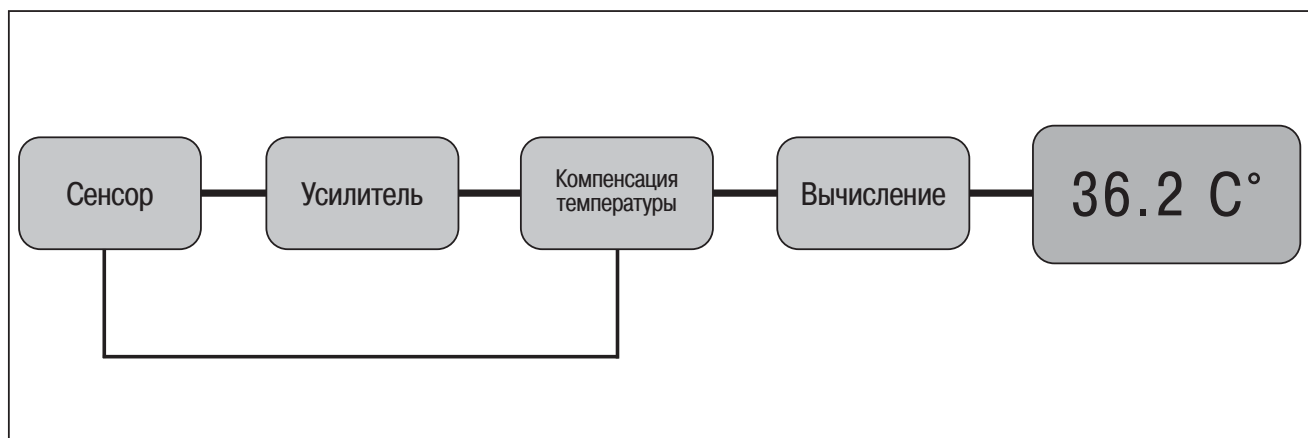 Сенсор
Усилитель
Компенсация
температуры
Вычисление
36.2 C°